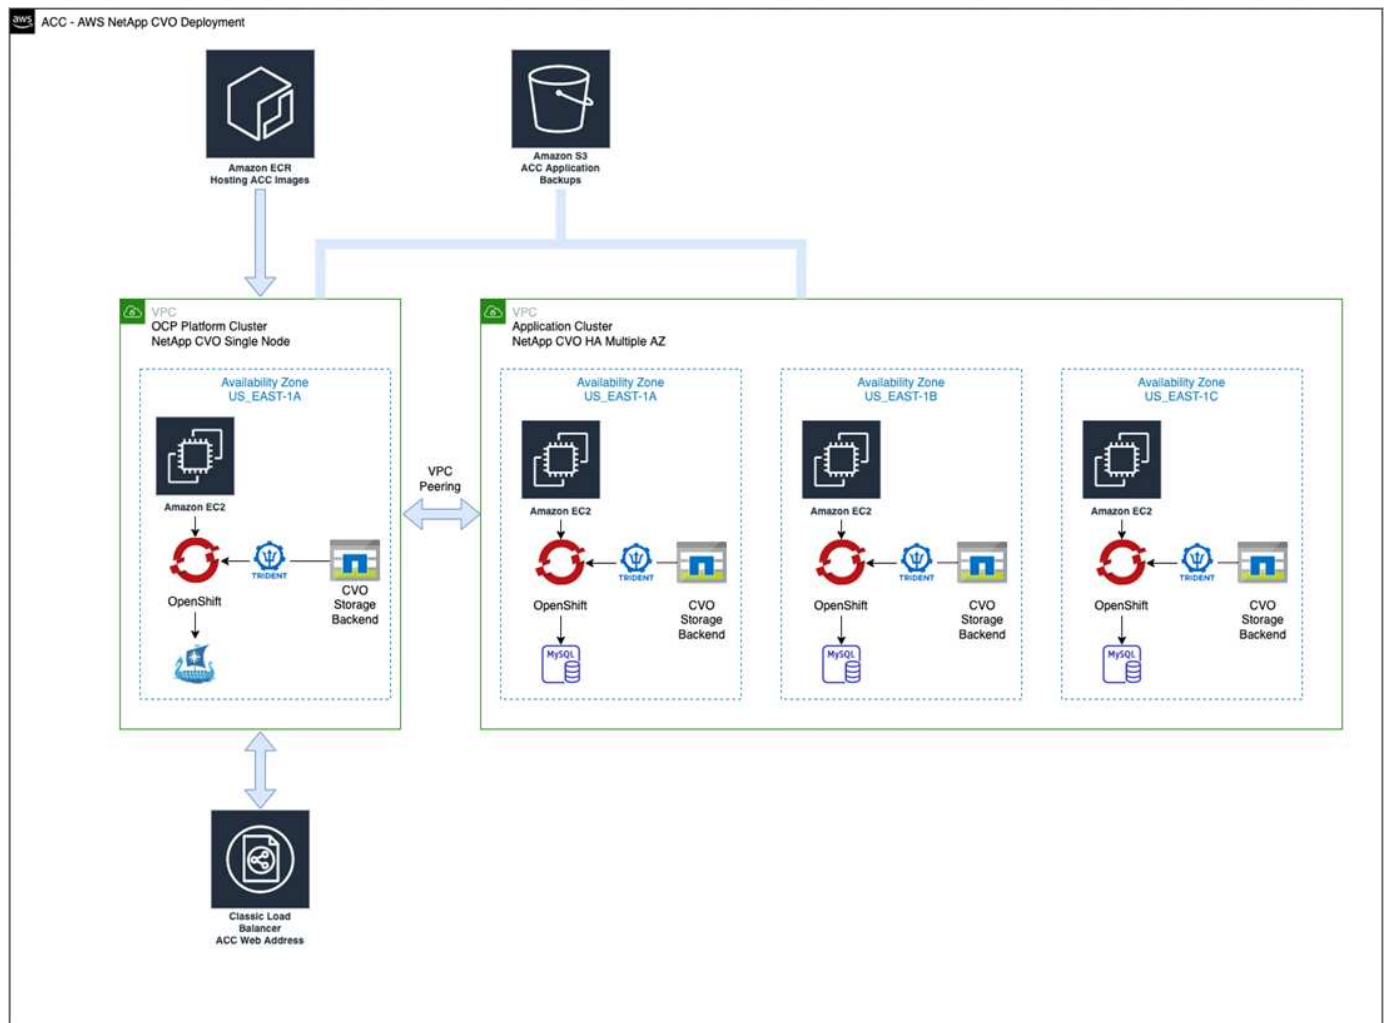 aws
ACC - AWS NetApp CVO Deployment
Amazon ECR
Hosting ACC Images
Amazon S3
ACC Application
Backups
VPC
OCP Platform Cluster
NetApp CVO Single Node
Availability Zone
US_EAST-1A
Amazon EC2
TRIDENT
OpenShift
CVO
Storage
Backend
VPC
Peering
VPC
Application Cluster
NetApp CVO HA Multiple AZ
Availability Zone
US_EAST-1A
Amazon EC2
TRIDENT
OpenShift
CVO
Storage
Backend
MySQL
Availability Zone
US_EAST-1B
Amazon EC2
TRIDENT
OpenShift
CVO
Storage
Backend
MySQL
Availability Zone
US_EAST-1C
Amazon EC2
TRIDENT
OpenShift
CVO
Storage
Backend
MySQL
Classic Load
Balancer
ACC Web Address